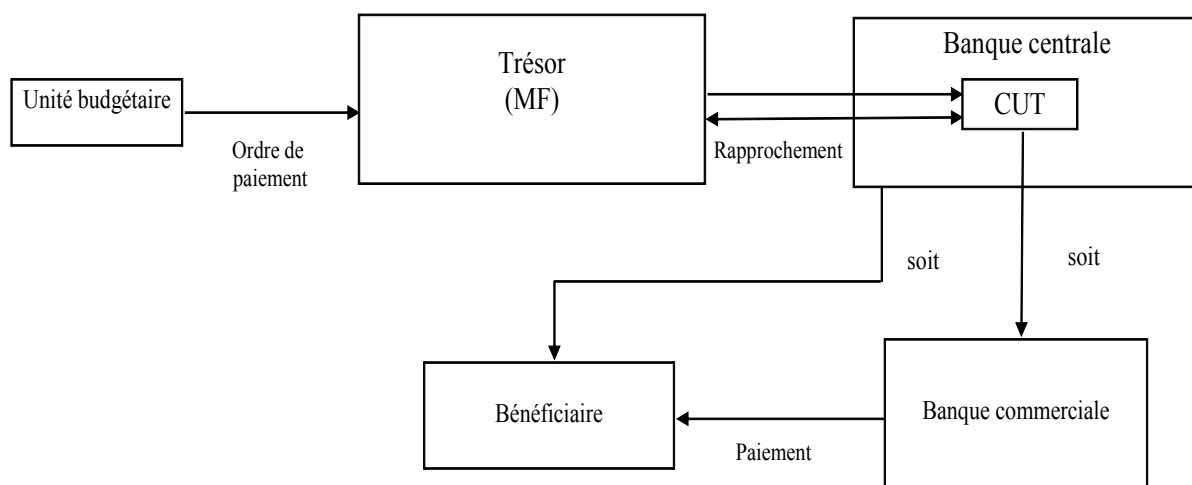 Banque centrale
Trésor
(MF)
Unité budgétaire
CUT
Ordre de
paiement
Rapprochement
soit
soit
Bénéficiaire
Banque commerciale
Paiement